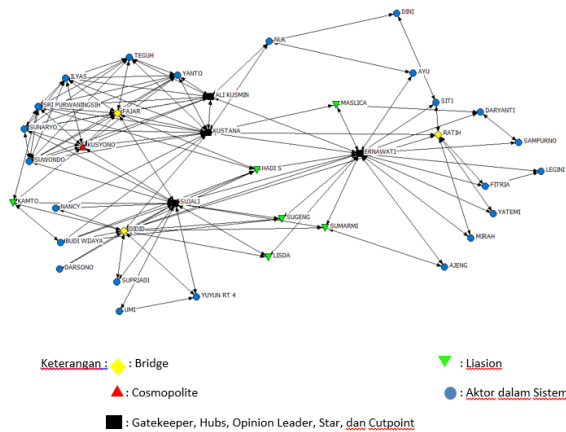 DINI
NUK
TEGUH
ILYAS
YANTO
AYU
ALI KUSMIN
SRI PURWANINGSIH
FAJAR
MASLICA
SITI
DARYANTI
SUNARYO
KUSTANA
RATIH
SAMPURNO
KUSYONO
ERNAWATI
SUWONDO
HADI S
LEGINI
FITRIA
KAMTO
NANCY
SUJALI
YATEMI
SUGENG
SUMARMI
DIDID
MIRAH
BUDI WIJAYA
LISDA
DARSONO
AJENG
SUPRIADI
YUYUN RT 4
UMI
Keterangan : : Bridge : Liasion
: Cosmopolite : Aktor dalam Sistem
: Gatekeeper, Hubs, Opinion Leader, Star, dan Cutpoint